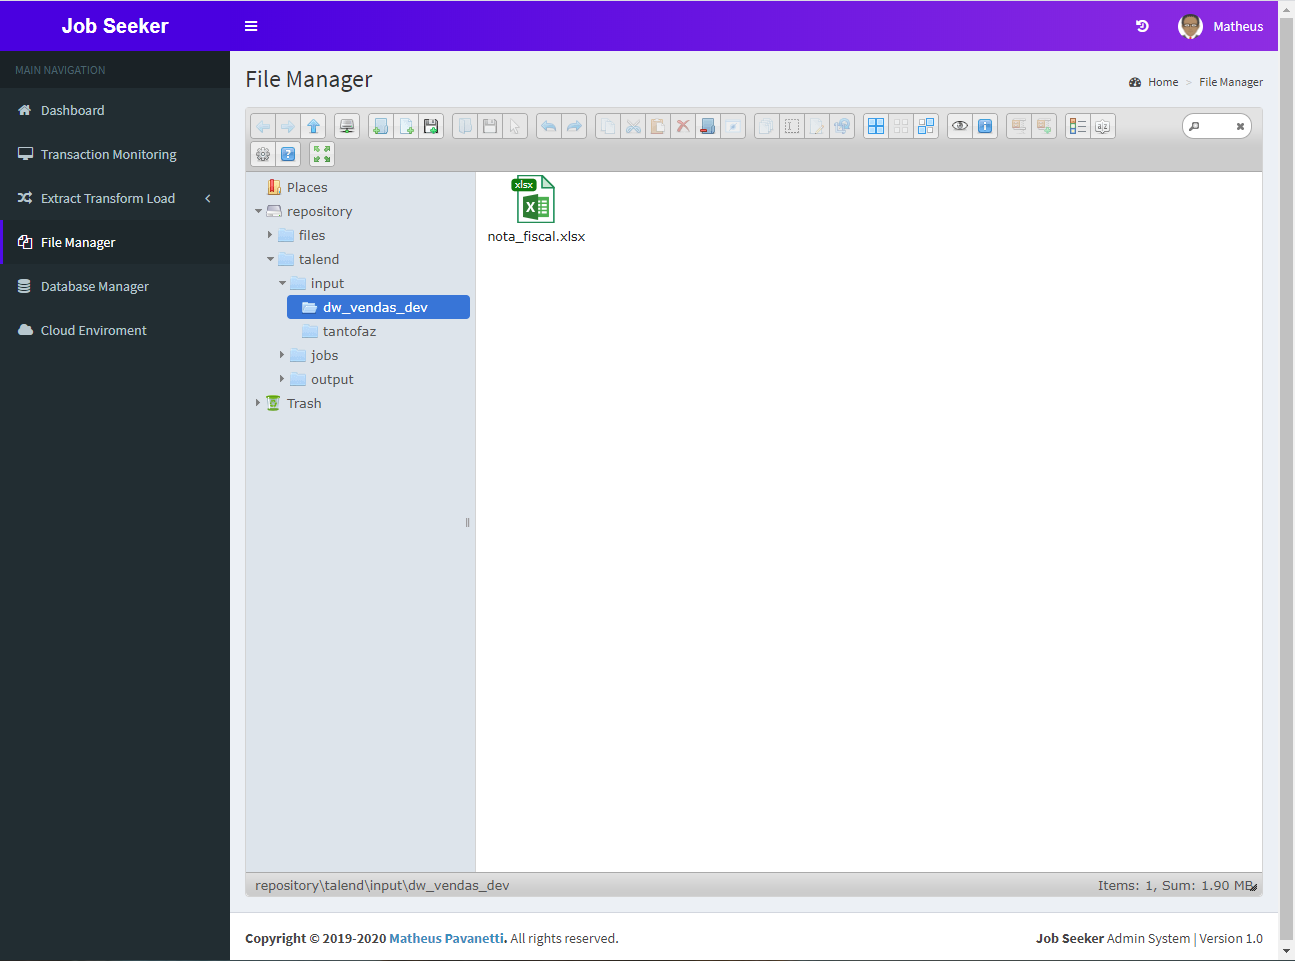 Job Seeker
Matheus
MAIN NAVIGATION
Dashboard
Transaction Monitoring
Extract Transform Load
File Manager
Database Manager
Cloud Enviroment
File Manager
Home > File Manager
Places
repository
files
talend
input
dw_vendas_dev
tantofaz
jobs
output
Trash
xlsx
X
nota_fiscal.xlsx
repository\talend\input\dw_vendas_dev
Items: 1, Sum: 1.90 MB
Copyright © 2019-2020 Matheus Pavanetti. All rights reserved.
Job Seeker Admin System | Version 1.0